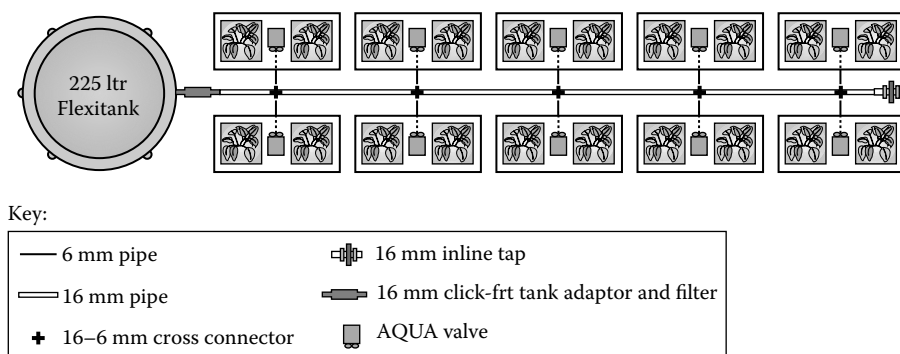 225 ltr
Flexitank
Key:
6 mm pipe
16 mm inline tap
16 mm pipe
16 mm click-frt tank adaptor and filter
16–6 mm cross connector
AQUA valve